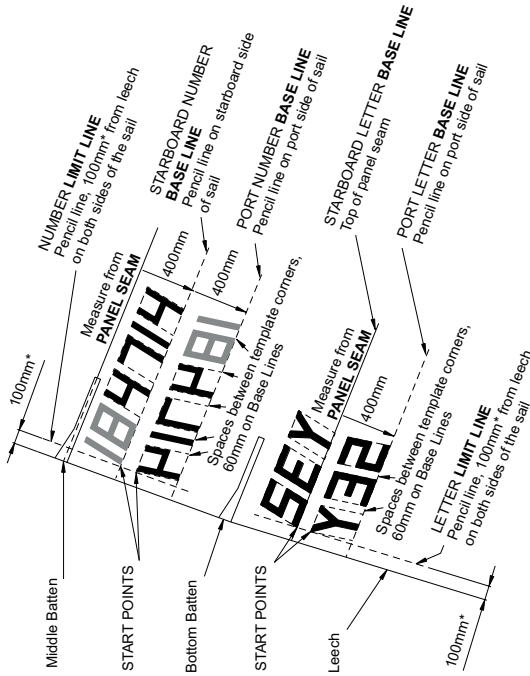 100mm*
NUMBER LIMIT LINE
Pencil line, 100mm* from leech
on both sides of the sail
Middle Batten
Measure from
PANEL SEAM
184714
400mm
STARBOARD NUMBER
BASE LINE
Pencil line on starboard side
of sail
START POINTS
184714
400mm
PORT NUMBER BASE LINE
Pencil line on port side of sail
Spaces between template corners,
60mm on Base Lines
Bottom Batten
Measure from
PANEL SEAM
STARBOARD LETTER BASE LINE
Top of panel seam
START POINTS
SEY
SEY
400mm
PORT LETTER BASE LINE
Pencil line on port side of sail
Spaces between template corners,
60mm on Base Lines
Leech
LETTER LIMIT LINE
Pencil line, 100mm* from leech
on both sides of the sail
100mm*